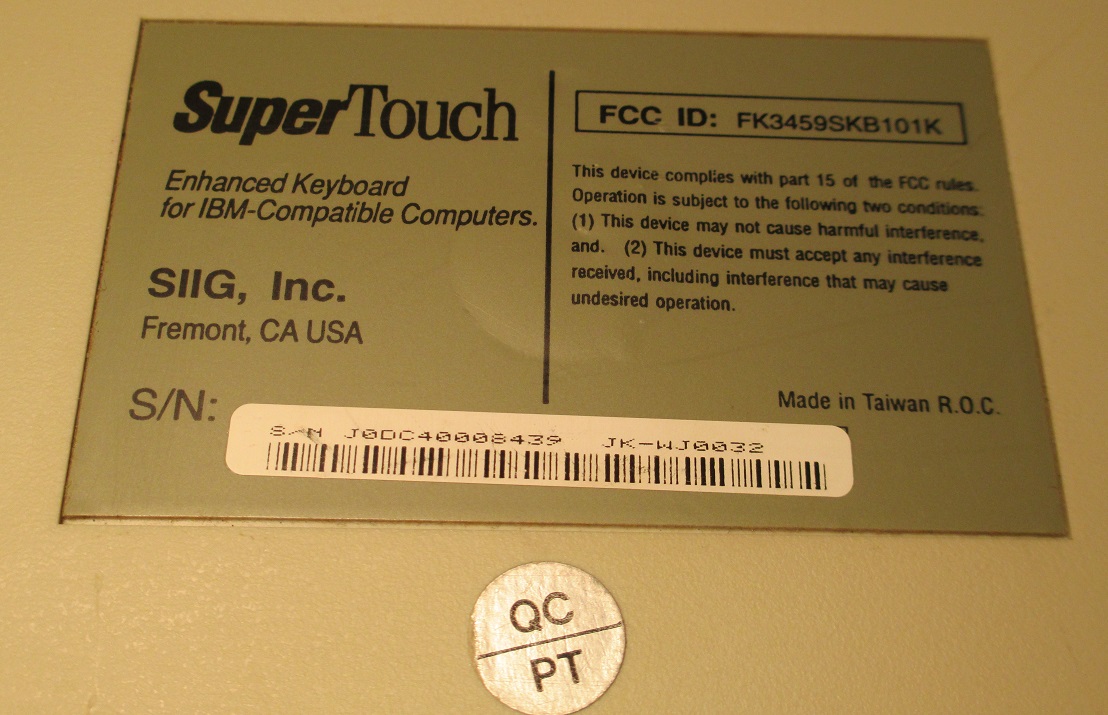 SuperTouch
Enhanced Keyboard
for IBM-Compatible Computers.
SIIG, Inc.
Fremont, CA USA
S/N:
S/N J0DC40008439 JK-WJ0032
FCC ID: FK3459SKB101K
This device complies with part 15 of the FCC rules.
Operation is subject to the following two conditions:
(1) This device may not cause harmful interference,
and. (2) This device must accept any interference
received, including interference that may cause
undesired operation.
Made in Taiwan R.O.C.
QC
PT